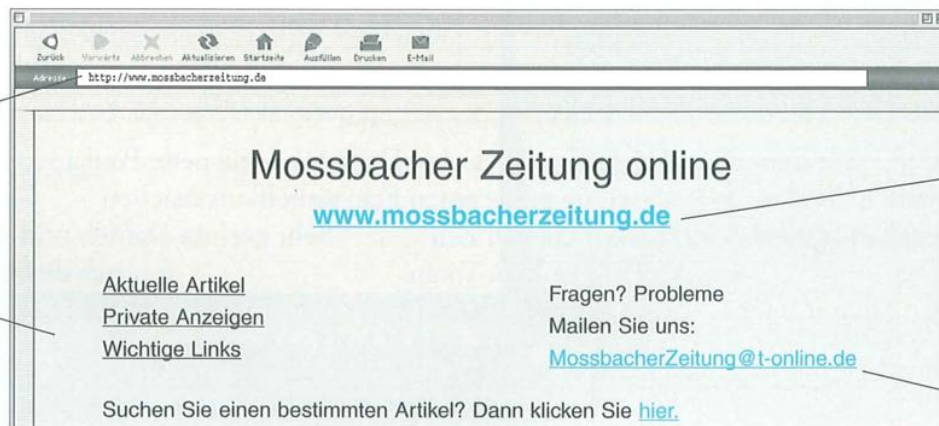 Zurück Vorwärts Abbrechen Aktualisieren Startseite Ausfüllen Drucken E-Mail
Adresse http://www.mossbacherzeitung.de
Mossbacher Zeitung online
www.mossbacherzeitung.de
Aktuelle Artikel
Private Anzeigen
Wichtige Links
Fragen? Probleme
Mailen Sie uns:
MossbacherZeitung@t-online.de
Suchen Sie einen bestimmten Artikel? Dann klicken Sie hier.